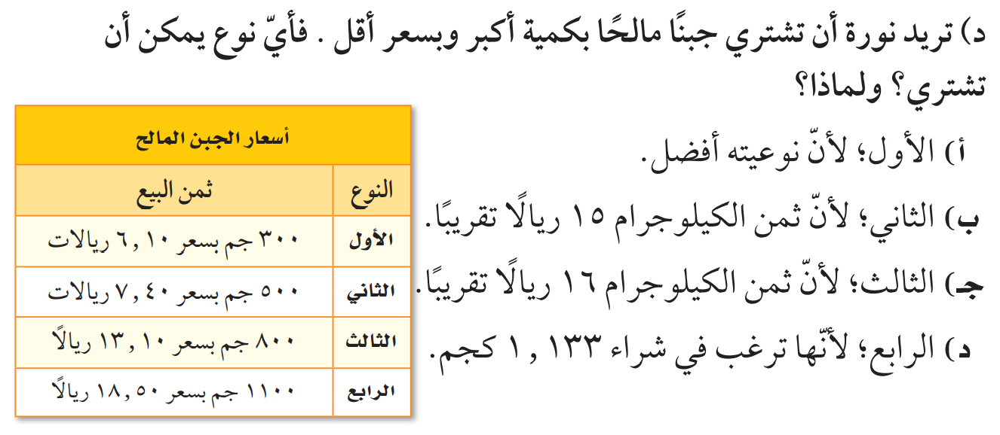 د) تريد نورة أن تشتري جبنًا مالحًا بكمية أكبر وبسعر أقل . فأيّ نوع يمكن أن
تشتري؟ ولماذا؟
أ) الأول؛ لأنّ نوعيته أفضل.
ب) الثاني؛ لأنّ ثمن الكيلوجرام ١٥ ريالًا تقريبًا.
جـ) الثالث؛ لأنّ ثمن الكيلوجرام ١٦ ريالًا تقريبًا.
د) الرابع؛ لأنّها ترغب في شراء ١٣٣ , ١ كجم.
أسعار الجبن المالح
النوع ثمن البيع
الأول ٣٠٠ جم بسعر ١٠ , ٦ ريالات
الثاني ٥٠٠ جم بسعر ٤٠ , ٧ ريالات
الثالث ٨٠٠ جم بسعر ١٠ , ١٣ ريالًا
الرابع ١١٠٠ جم بسعر ٥٠ , ١٨ ريالًا